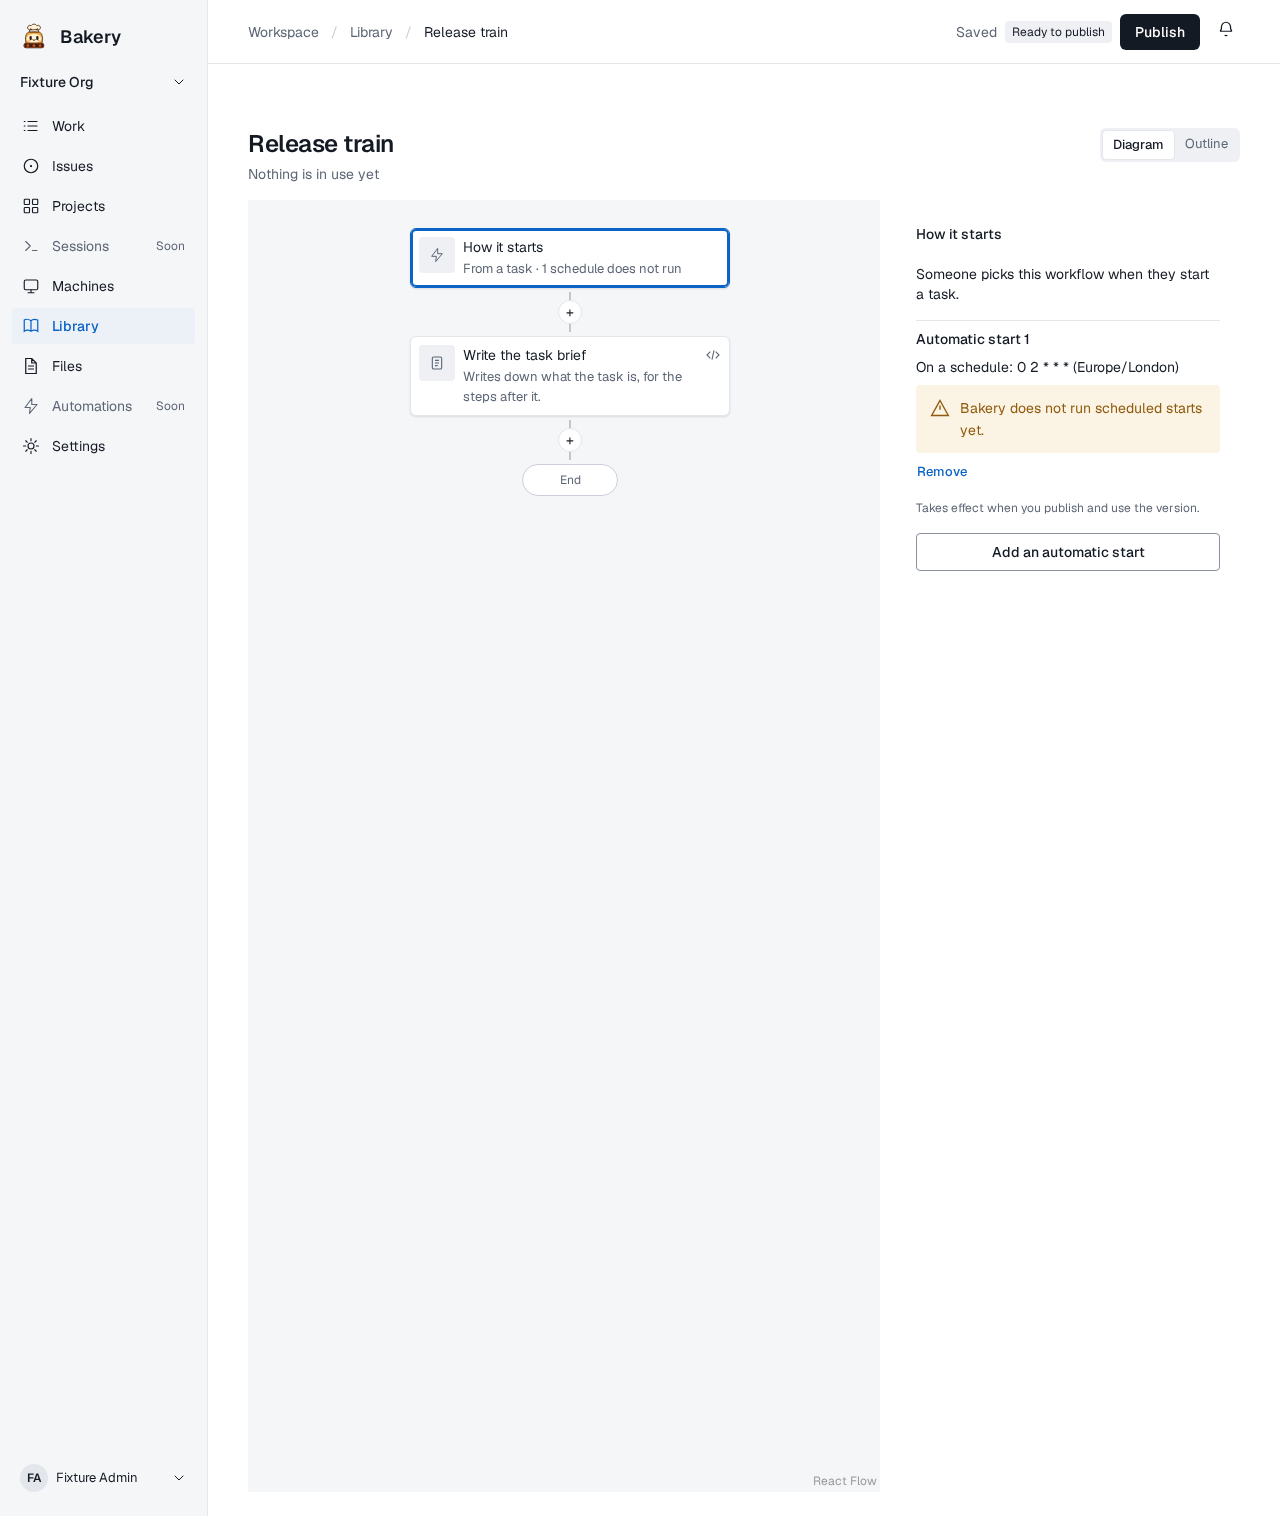 Bakery
Fixture Org
Work
Issues
Projects
Sessions Soon
Machines
Library
Files
Automations Soon
Settings
FA Fixture Admin
Workspace / Library / Release train
Saved Ready to publish Publish
Release train
Nothing is in use yet
Diagram Outline
How it starts
From a task · 1 schedule does not run
+
Write the task brief
Writes down what the task is, for the
steps after it.
+
End
React Flow
How it starts
Someone picks this workflow when they start
a task.
Automatic start 1
On a schedule: 0 2 * * * (Europe/London)
Bakery does not run scheduled starts
yet.
Remove
Takes effect when you publish and use the version.
Add an automatic start